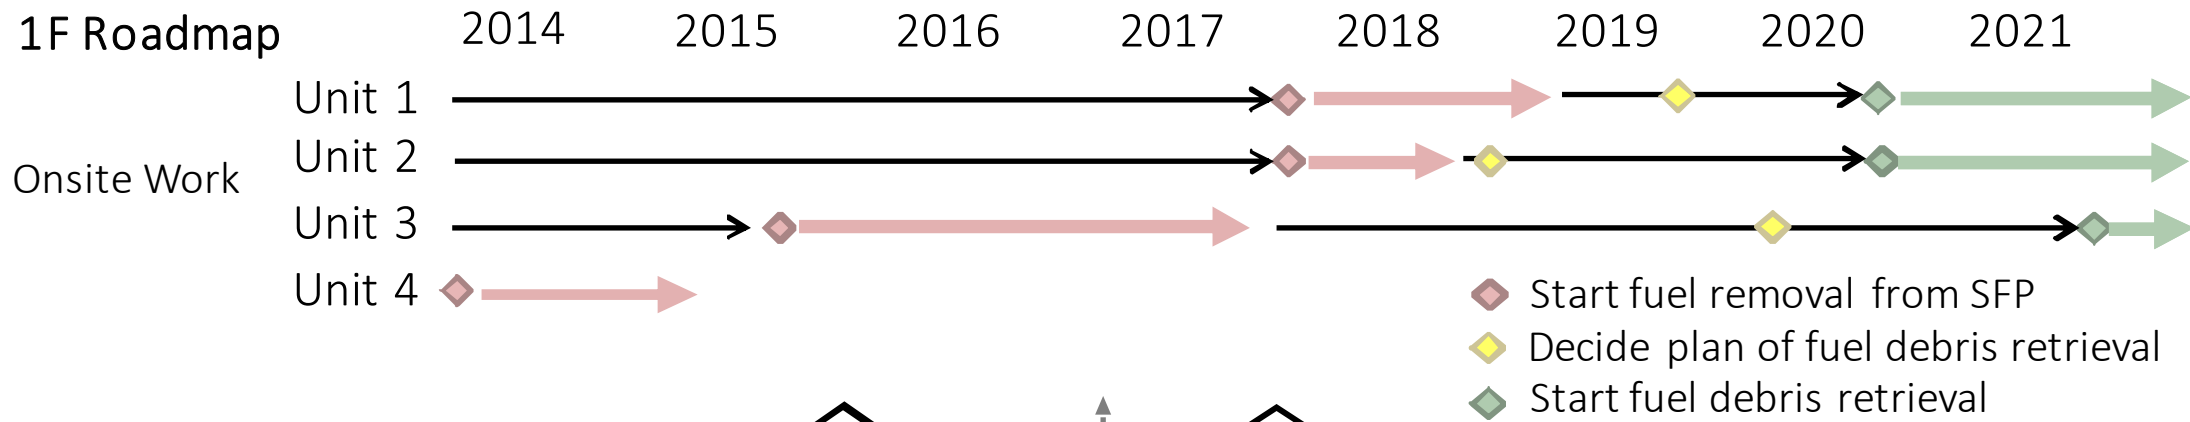 1F Roadmap 2014 2015 2016 2017 2018 2019 2020 2021
Unit 1
Unit 2
Onsite Work
Unit 3
Unit 4
Start fuel removal from SFP
Decide plan of fuel debris retrieval
Start fuel debris retrieval